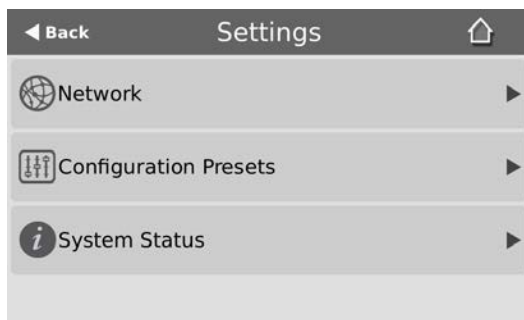 Back
Settings
Network
Configuration Presets
System Status